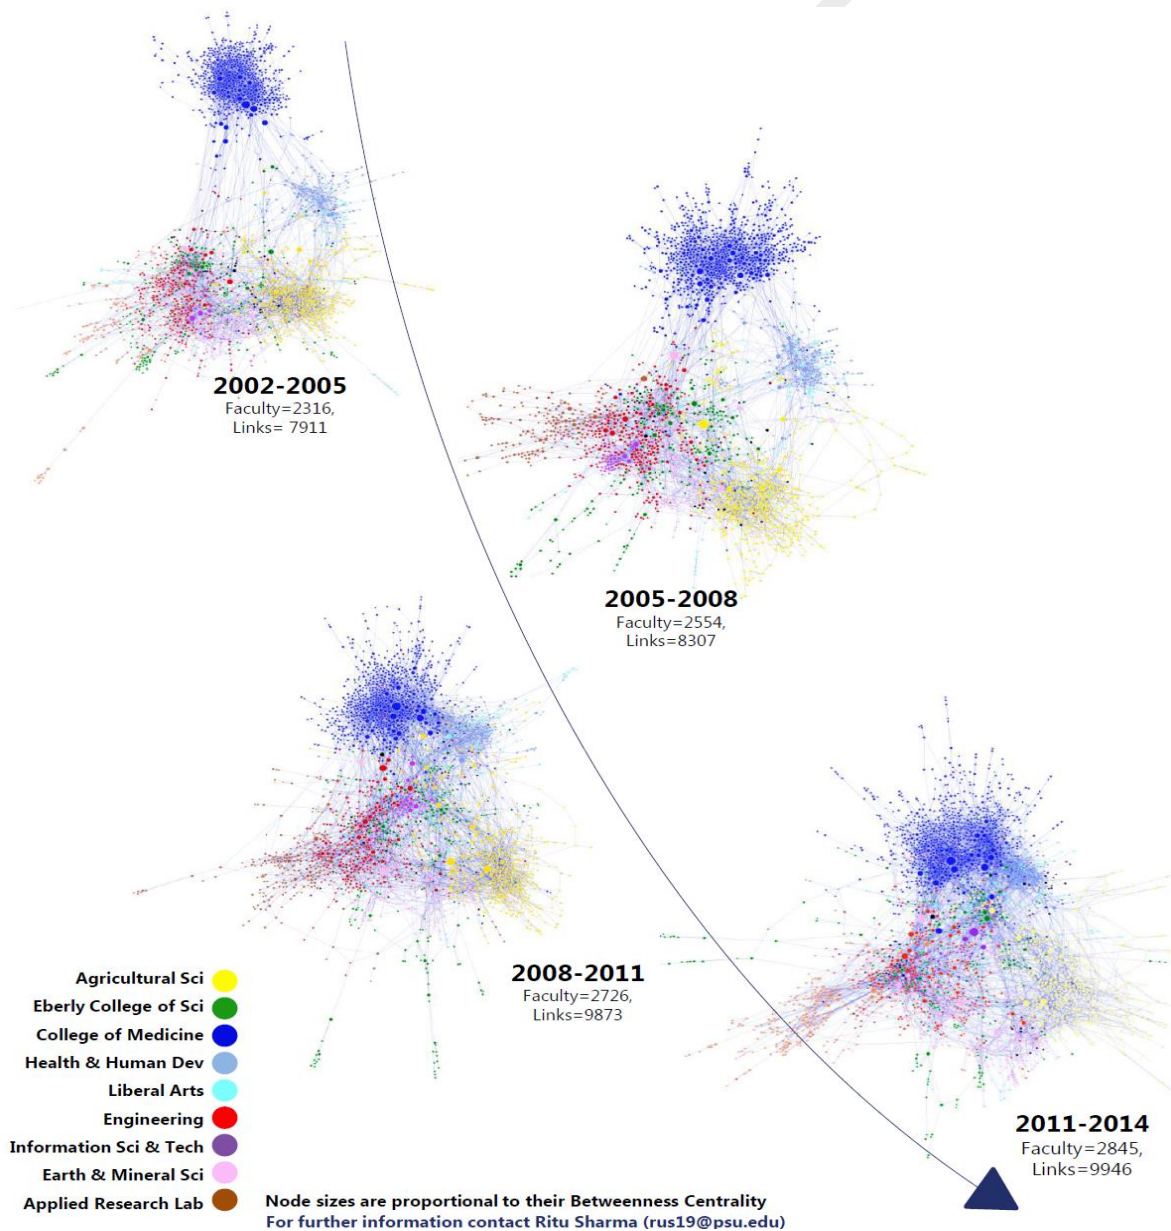 2002-2005
Faculty=2316,
Links= 7911
2005-2008
Faculty=2554,
Links=8307
2008-2011
Faculty=2726,
Links=9873
2011-2014
Faculty=2845,
Links=9946
Agricultural Sci
Eberly College of Sci
College of Medicine
Health & Human Dev
Liberal Arts
Engineering
Information Sci & Tech
Earth & Mineral Sci
Applied Research Lab
Node sizes are proportional to their Betweenness Centrality
For further information contact Ritu Sharma (rus19@psu.edu)